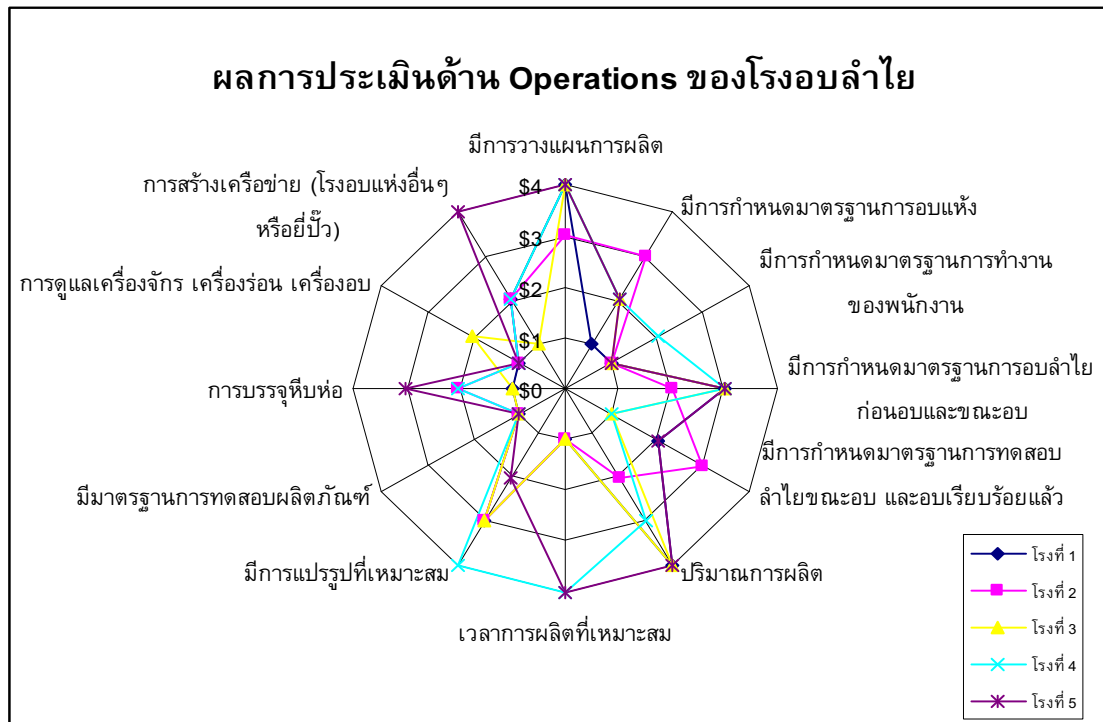 ผลการประเมินด้าน Operations ของโรงอบลำไย
มีการวางแผนการผลิต
มีการกำหนดมาตรฐานการอบแห้ง
มีการกำหนดมาตรฐานการทำงาน
ของพนักงาน
มีการกำหนดมาตรฐานการอบลำไย
ก่อนอบและขณะอบ
มีการกำหนดมาตรฐานการทดสอบ
ลำไยขณะอบ และอบเรียบร้อยแล้ว
ปริมาณการผลิต
เวลาการผลิตที่เหมาะสม
มีการแปรรูปที่เหมาะสม
มีมาตรฐานการทดสอบผลิตภัณฑ์
การบรรจุหีบห่อ
การดูแลเครื่องจักร เครื่องร่อน เครื่องอบ
การสร้างเครือข่าย (โรงอบแห่งอื่นๆ
หรือยี่ปั๊ว)
$4
$3
$2
$1
$0
โรงที่ 1
โรงที่ 2
โรงที่ 3
โรงที่ 4
โรงที่ 5